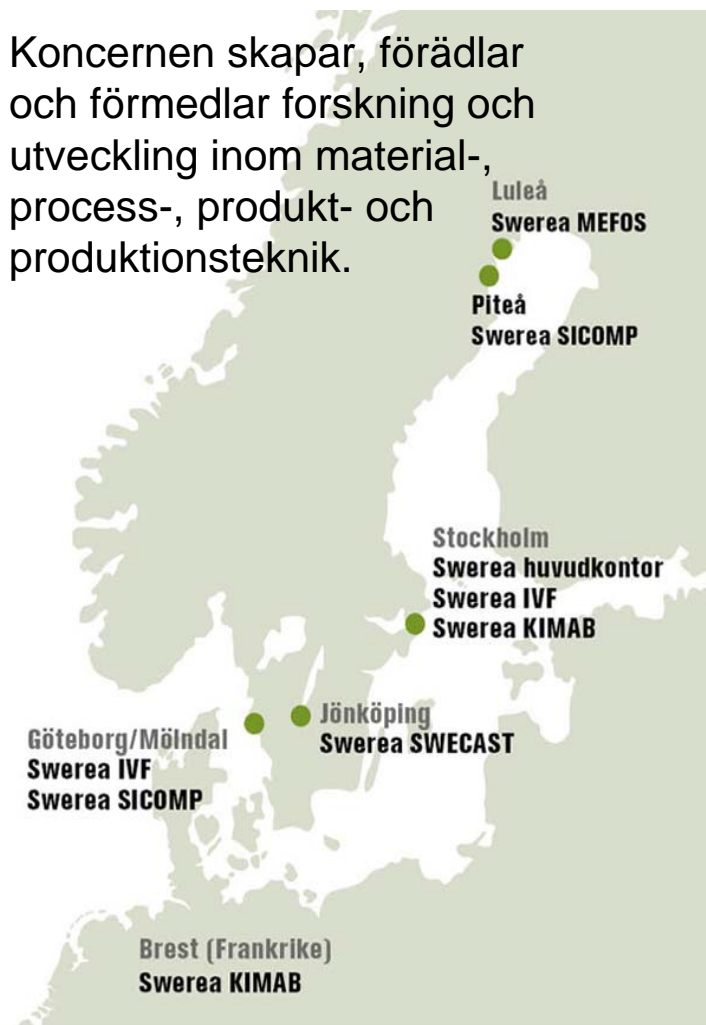 Koncernen skapar, förädlar
och förmedlar forskning och
utveckling inom material-,
process-, produkt- och
produktionsteknik.
Luleå
Swerea MEFOS
Piteå
Swerea SICOMP
Stockholm
Swerea huvudkontor
Swerea IVF
Swerea KIMAB
Jönköping
Swerea SWECAST
Göteborg/Mölndal
Swerea IVF
Swerea SICOMP
Brest (Frankrike)
Swerea KIMAB